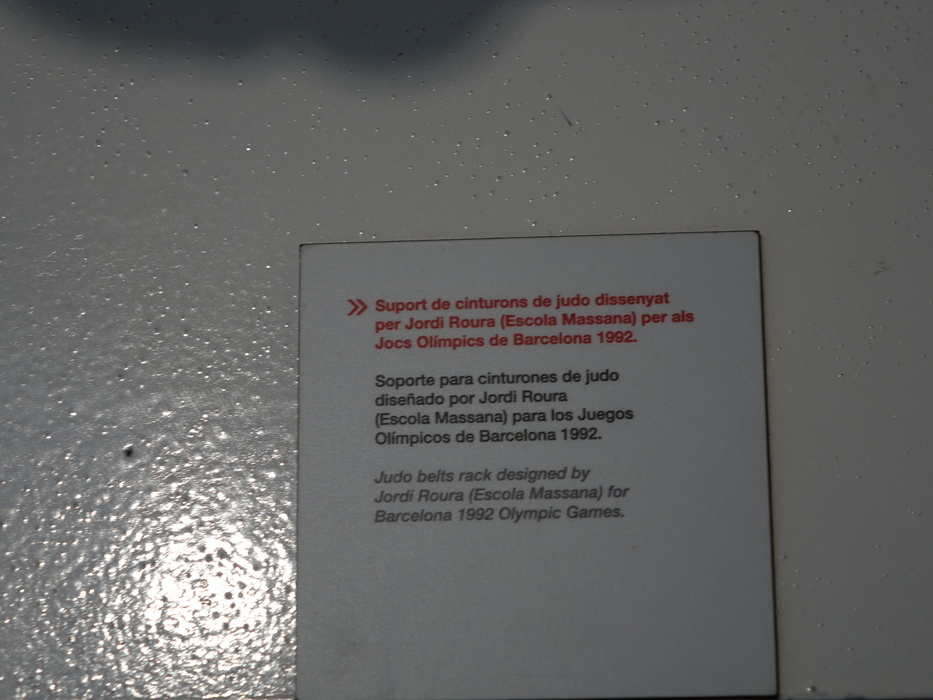 » Suport de cinturons de judo dissenyat
per Jordi Roura (Escola Massana) per als
Jocs Olímpics de Barcelona 1992.
Soporte para cinturones de judo
diseñado por Jordi Roura
(Escola Massana) para los Juegos
Olímpicos de Barcelona 1992.
Judo belts rack designed by
Jordi Roura (Escola Massana) for
Barcelona 1992 Olympic Games.